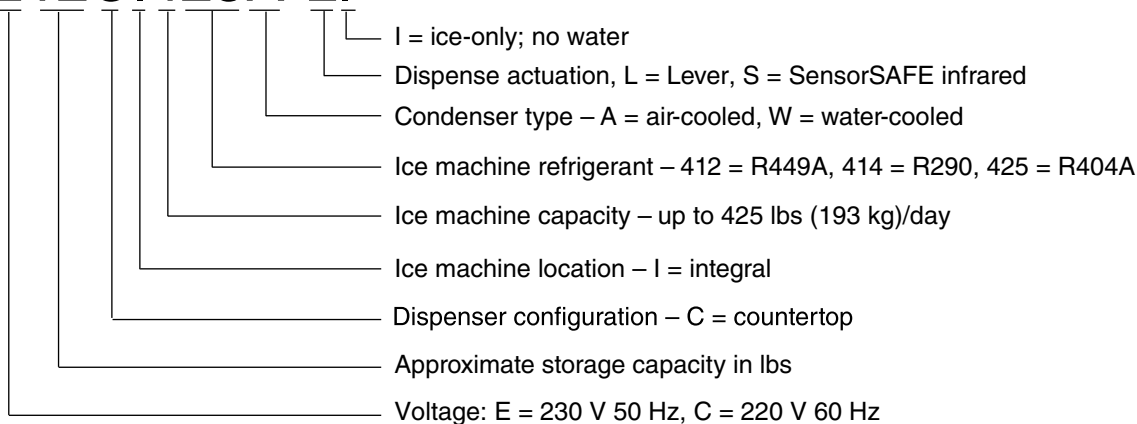 I = ice-only; no water
Dispense actuation, L = Lever, S = SensorSAFE infrared
Condenser type – A = air-cooled, W = water-cooled
Ice machine refrigerant – 412 = R449A, 414 = R290, 425 = R404A
Ice machine capacity – up to 425 lbs (193 kg)/day
Ice machine location – I = integral
Dispenser configuration – C = countertop
Approximate storage capacity in lbs
Voltage: E = 230 V 50 Hz, C = 220 V 60 Hz